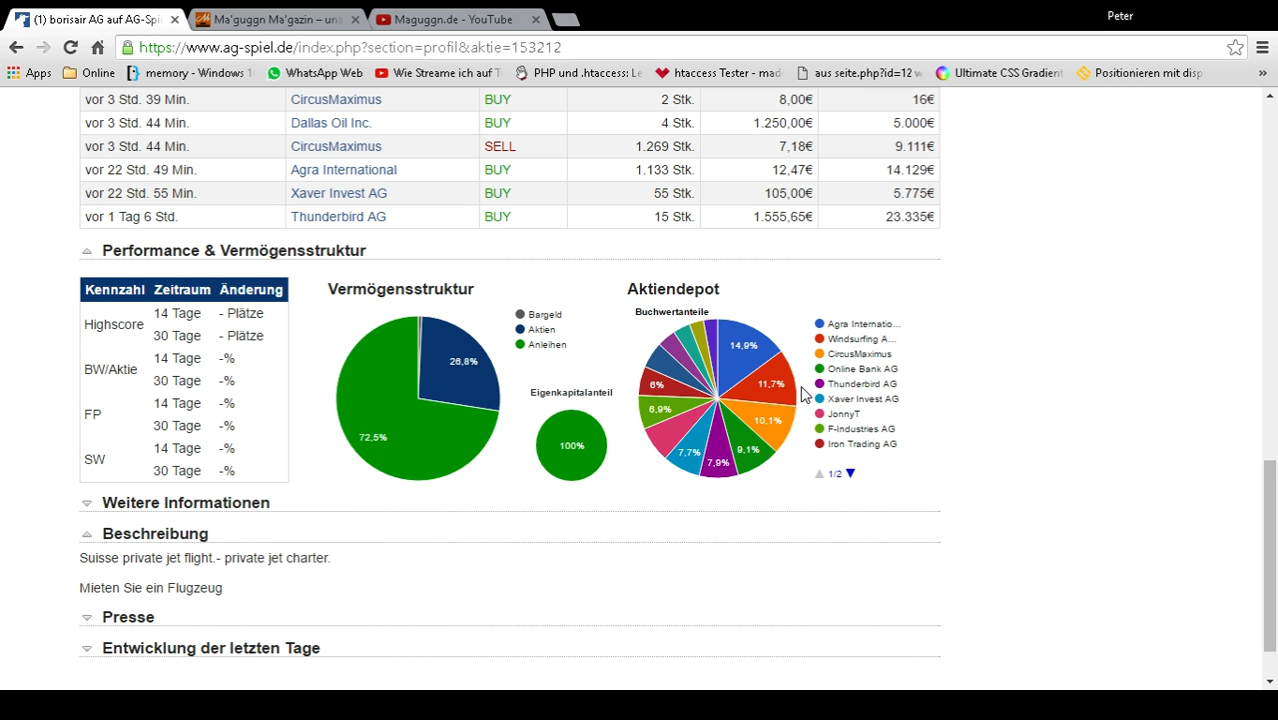 Peter
(1) borisair AG auf AG-Spi
Ma'guggn Ma'gazin – una
Maguggn.de - YouTube
https://www.ag-spiel.de/index.php?section=profil&aktie=153212
Apps Online memory - Windows 1 WhatsApp Web Wie Streame ich auf T PHP und .htaccess: Le htaccess Tester - mad aus seite.php?id=12 w Ultimate CSS Gradient Positionieren mit disp »
vor 3 Std. 39 Min. CircusMaximus BUY 2 Stk. 8,00€ 16€
vor 3 Std. 44 Min. Dallas Oil Inc. BUY 4 Stk. 1.250,00€ 5.000€
vor 3 Std. 44 Min. CircusMaximus SELL 1.269 Stk. 7,18€ 9.111€
vor 22 Std. 49 Min. Agra International BUY 1.133 Stk. 12,47€ 14.129€
vor 22 Std. 55 Min. Xaver Invest AG BUY 55 Stk. 105,00€ 5.775€
vor 1 Tag 6 Std. Thunderbird AG BUY 15 Stk. 1.555,65€ 23.335€
Performance & Vermögensstruktur
Kennzahl Zeitraum Änderung
Highscore 14 Tage - Plätze
30 Tage - Plätze
BW/Aktie 14 Tage -%
30 Tage -%
FP 14 Tage -%
30 Tage -%
SW 14 Tage -%
30 Tage -%
Vermögensstruktur
26,8%
72,5%
Bargeld
Aktien
Anleihen
Eigenkapitalanteil
100%
Aktiendepot
Buchwertanteile
14,9%
11,7%
10,1%
9,1%
7,9%
7,7%
6,9%
6%
Agra Internatio...
Windsurfing A...
CircusMaximus
Online Bank AG
Thunderbird AG
Xaver Invest AG
JonnyT
F-Industries AG
Iron Trading AG
1/2
Weitere Informationen
Beschreibung
Suisse private jet flight.- private jet charter.
Mieten Sie ein Flugzeug
Presse
Entwicklung der letzten Tage